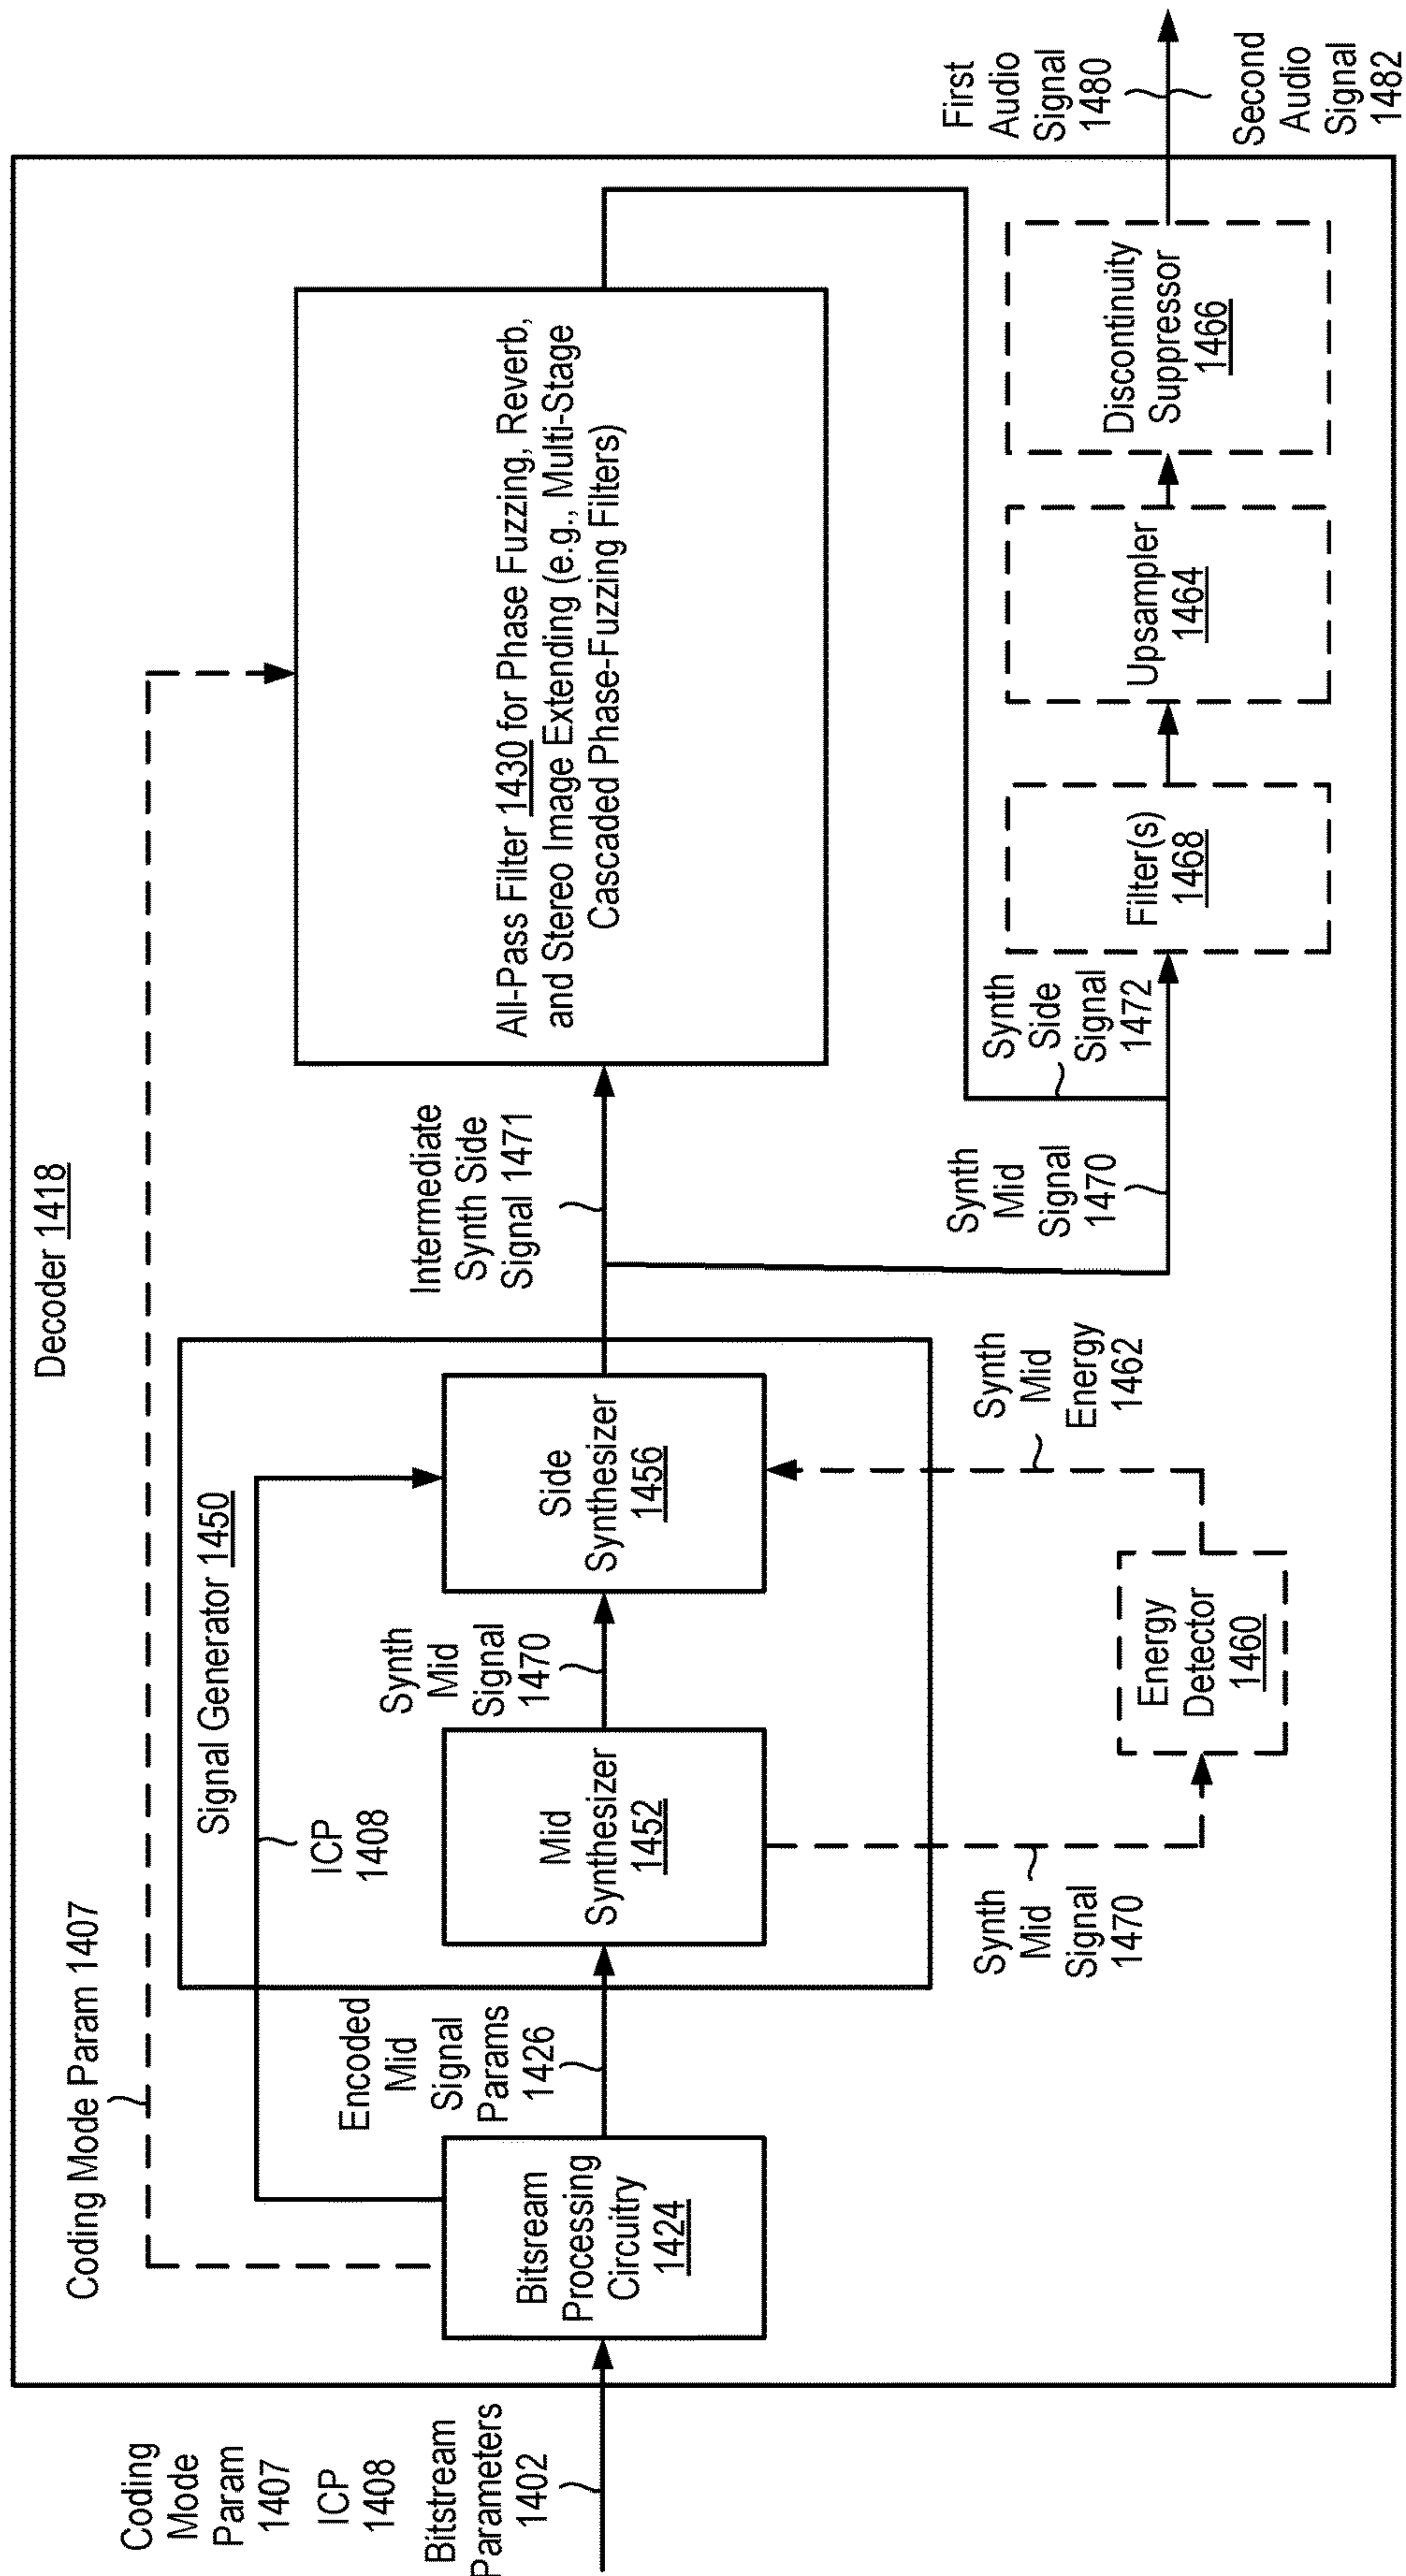 Decoder 1418
Coding Mode Param 1407
Coding
Mode
Param
1407
ICP
1408
Bitstream
Parameters
1402
Bitsream
Processing
Circuitry
1424
Encoded
Mid
Signal
Params
1426
Signal Generator 1450
ICP
1408
Mid
Synthesizer
1452
Synth
Mid
Signal
1470
Side
Synthesizer
1456
Synth
Mid
Signal
1470
Energy
Detector
1460
Synth
Mid
Energy
1462
Intermediate
Synth Side
Signal 1471
All-Pass Filter 1430 for Phase Fuzzing, Reverb,
and Stereo Image Extending (e.g., Multi-Stage
Cascaded Phase-Fuzzing Filters)
Synth
Mid
Signal
1470
Synth
Side
Signal
1472
Filter(s)
1468
Upsampler
1464
Discontinuity
Suppressor
1466
First
Audio
Signal
1480
Second
Audio
Signal
1482